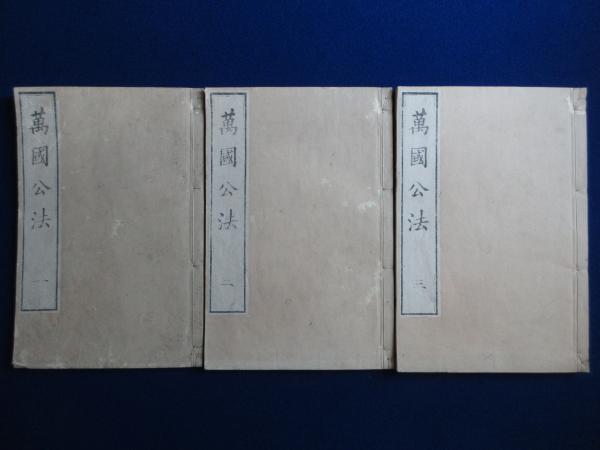 萬國公法 一
萬國公法 二
萬國公法 三